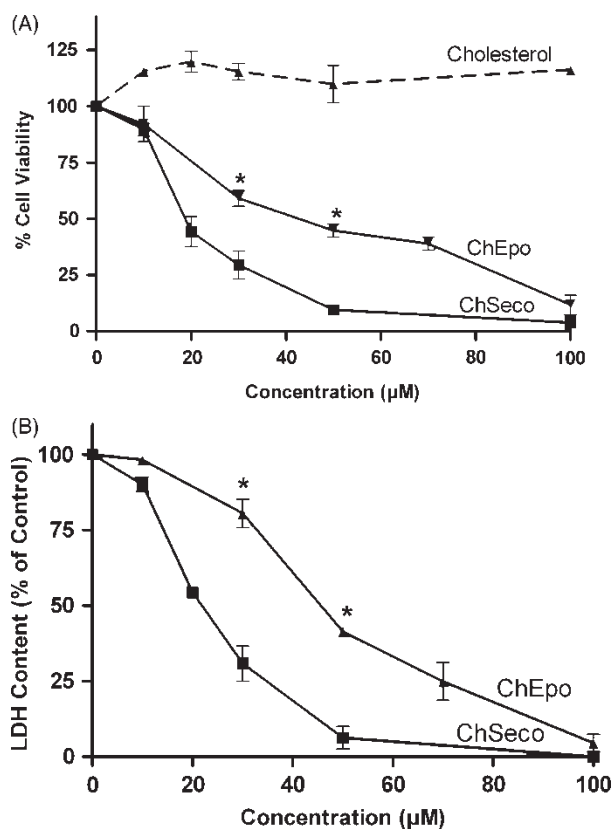 (A)
125
100
75
50
25
0
% Cell Viability
Cholesterol
*
*
ChEpo
ChSeco
0 20 40 60 80 100
Concentration (µM)
(B)
100
75
50
25
0
LDH Content (% of Control)
*
*
ChEpo
ChSeco
0 20 40 60 80 100
Concentration (µM)